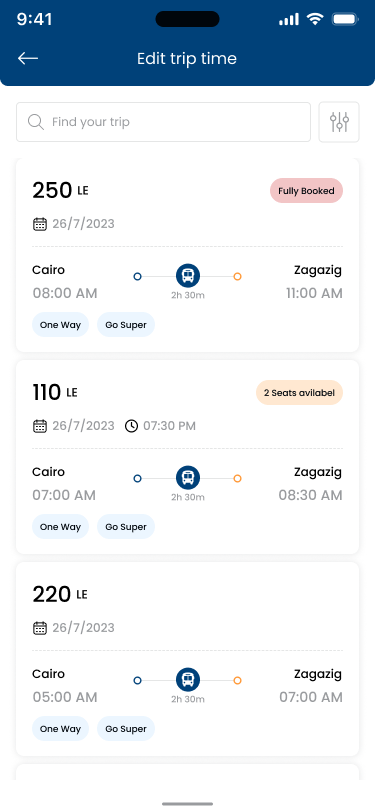 9:41
Edit trip time
Find your trip
250 LE
Fully Booked
26/7/2023
Cairo
Zagazig
08:00 AM
2h 30m
11:00 AM
One Way
Go Super
110 LE
2 Seats avilabel
26/7/2023
07:30 PM
Cairo
Zagazig
07:00 AM
2h 30m
08:30 AM
One Way
Go Super
220 LE
26/7/2023
Cairo
Zagazig
05:00 AM
2h 30m
07:00 AM
One Way
Go Super